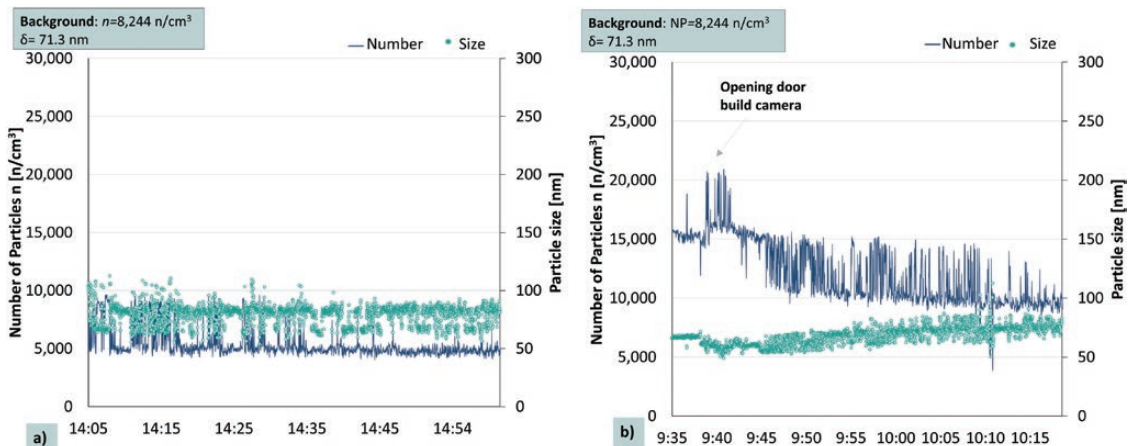 Background: n=8,244 n/cm³
δ= 71.3 nm
Number Size
30,000
25,000
20,000
15,000
10,000
5,000
0
Number of Particles n [n/cm³]
300
250
200
150
100
50
0
Particle size [nm]
14:05 14:15 14:25 14:35 14:45 14:54
a)
Background: NP=8,244 n/cm³
δ= 71.3 nm
Number Size
30,000
25,000
20,000
15,000
10,000
5,000
0
Number of Particles n [n/cm³]
Opening door
build camera
300
250
200
150
100
50
0
Particle size [nm]
9:35 9:40 9:45 9:50 9:55 10:00 10:05 10:10 10:15
b)